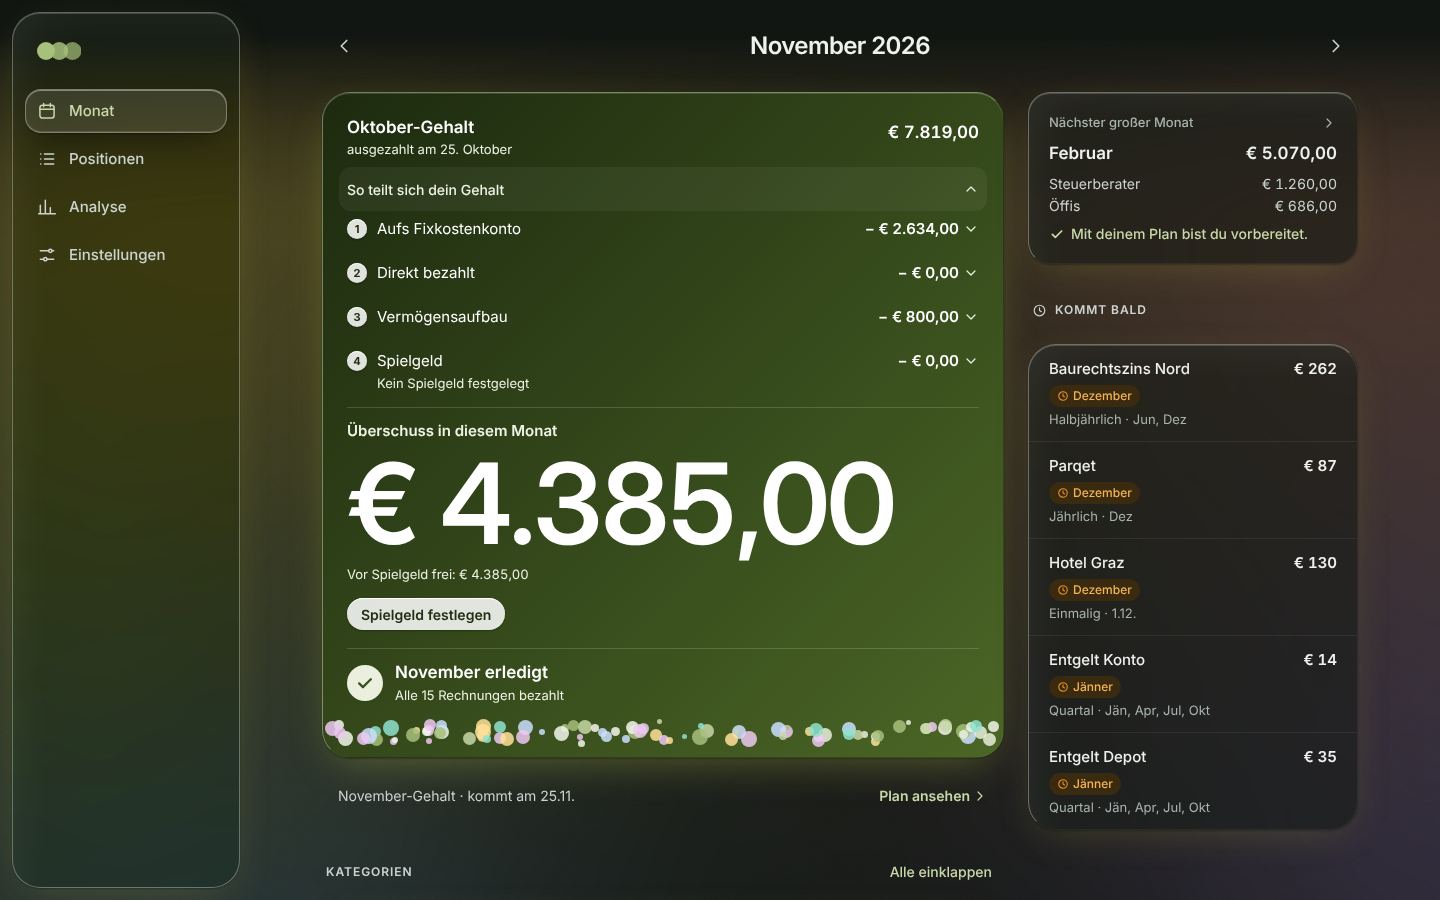 Monat
Positionen
Analyse
Einstellungen
November 2026
Oktober-Gehalt
€ 7.819,00
ausgezahlt am 25. Oktober
So teilt sich dein Gehalt
1 Aufs Fixkostenkonto – € 2.634,00
2 Direkt bezahlt – € 0,00
3 Vermögensaufbau – € 800,00
4 Spielgeld – € 0,00
Kein Spielgeld festgelegt
Überschuss in diesem Monat
€ 4.385,00
Vor Spielgeld frei: € 4.385,00
Spielgeld festlegen
November erledigt
Alle 15 Rechnungen bezahlt
November-Gehalt · kommt am 25.11. Plan ansehen
KATEGORIEN Alle einklappen
Nächster großer Monat
Februar € 5.070,00
Steuerberater € 1.260,00
Öffis € 686,00
Mit deinem Plan bist du vorbereitet.
KOMMT BALD
Baurechtszins Nord € 262
Dezember
Halbjährlich · Jun, Dez
Parqet € 87
Dezember
Jährlich · Dez
Hotel Graz € 130
Dezember
Einmalig · 1.12.
Entgelt Konto € 14
Jänner
Quartal · Jän, Apr, Jul, Okt
Entgelt Depot € 35
Jänner
Quartal · Jän, Apr, Jul, Okt